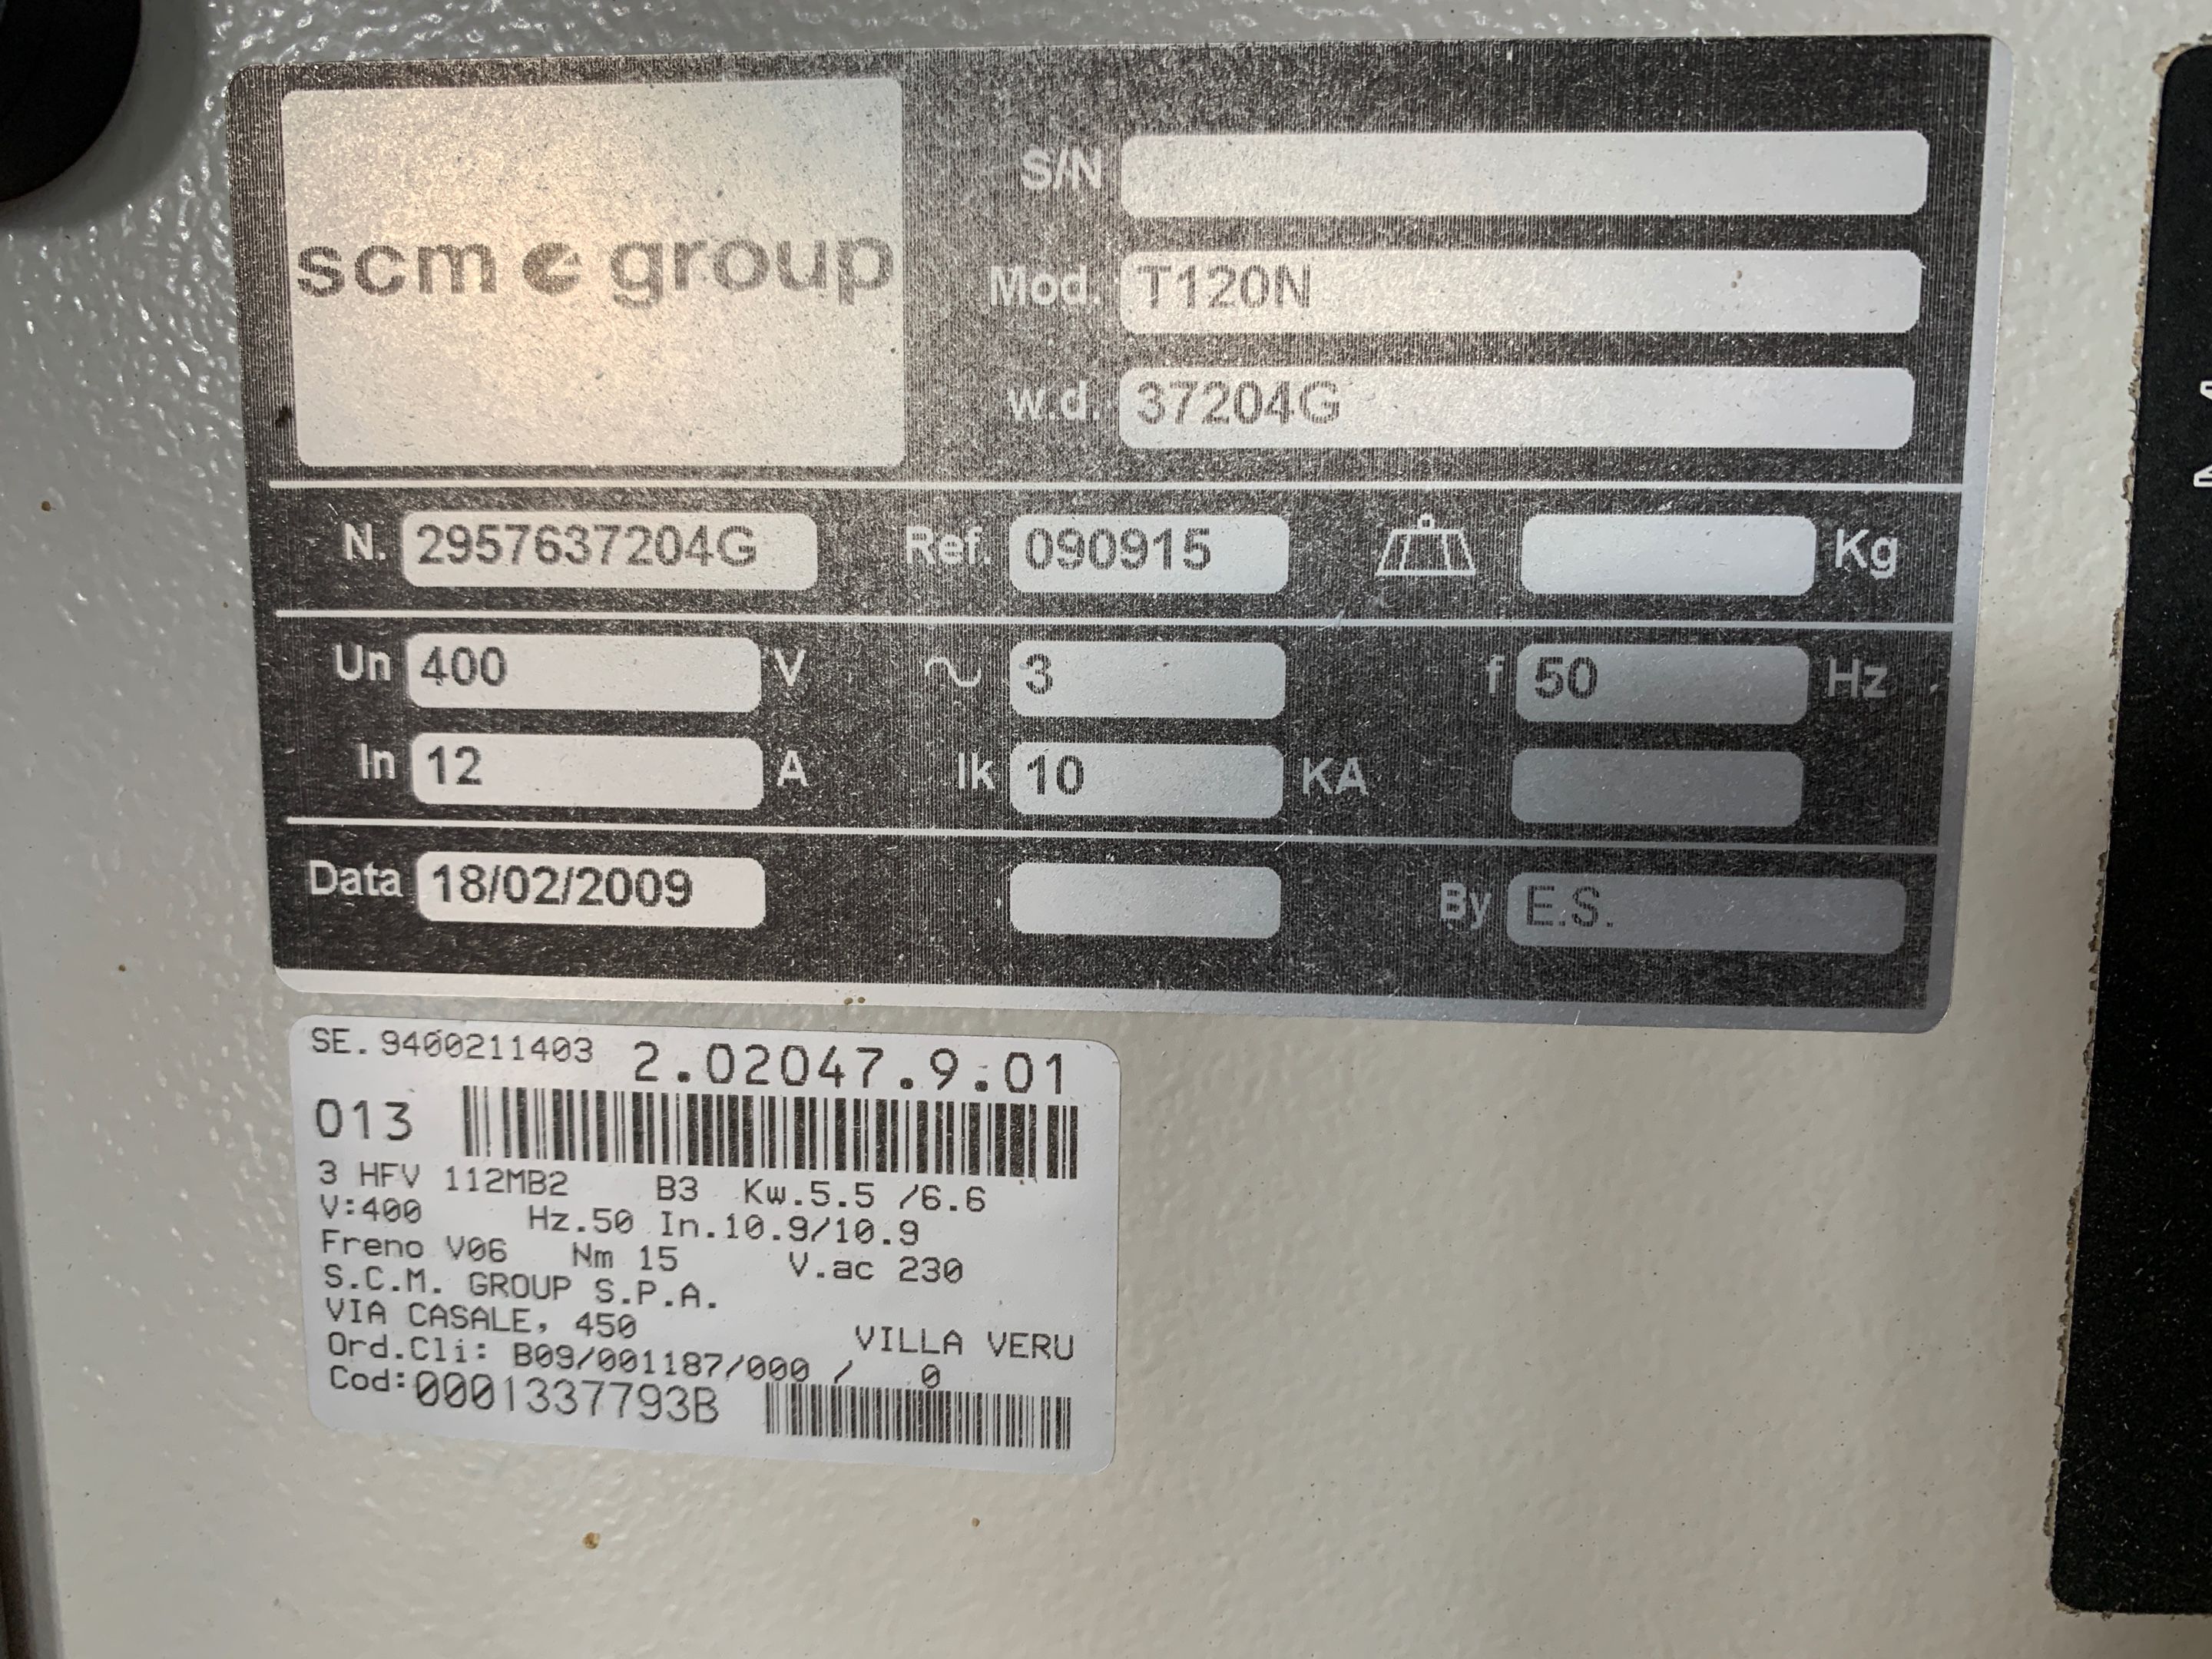 scm group
S/N
Mod. T120N
w.d. 37204G
N. 2957637204G Ref. 090915 Kg
Un 400 V 3 f 50 Hz
In 12 A Ik 10 KA
Data 18/02/2009 By E.S.
SE.9400211403 2.02047.9.01
013
3 HFV 112MB2 B3 Kw.5.5 /6.6
V:400 Hz.50 In.10.9/10.9
Freno V06 Nm 15 V.ac 230
S.C.M. GROUP S.P.A.
VIA CASALE, 450 VILLA VERU
Ord.Cli: B09/001187/000 / 0
Cod:0001337793B